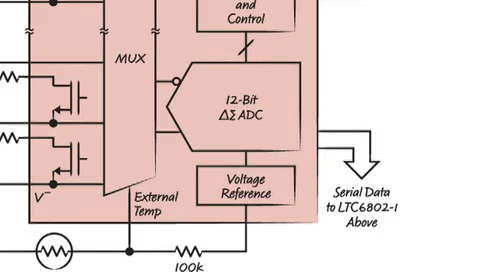 and
Control
MUX
12-Bit
ΔΣ ADC
Voltage
Reference
V⁻
External
Temp
Serial Data
to LTC6802-1
Above
100k